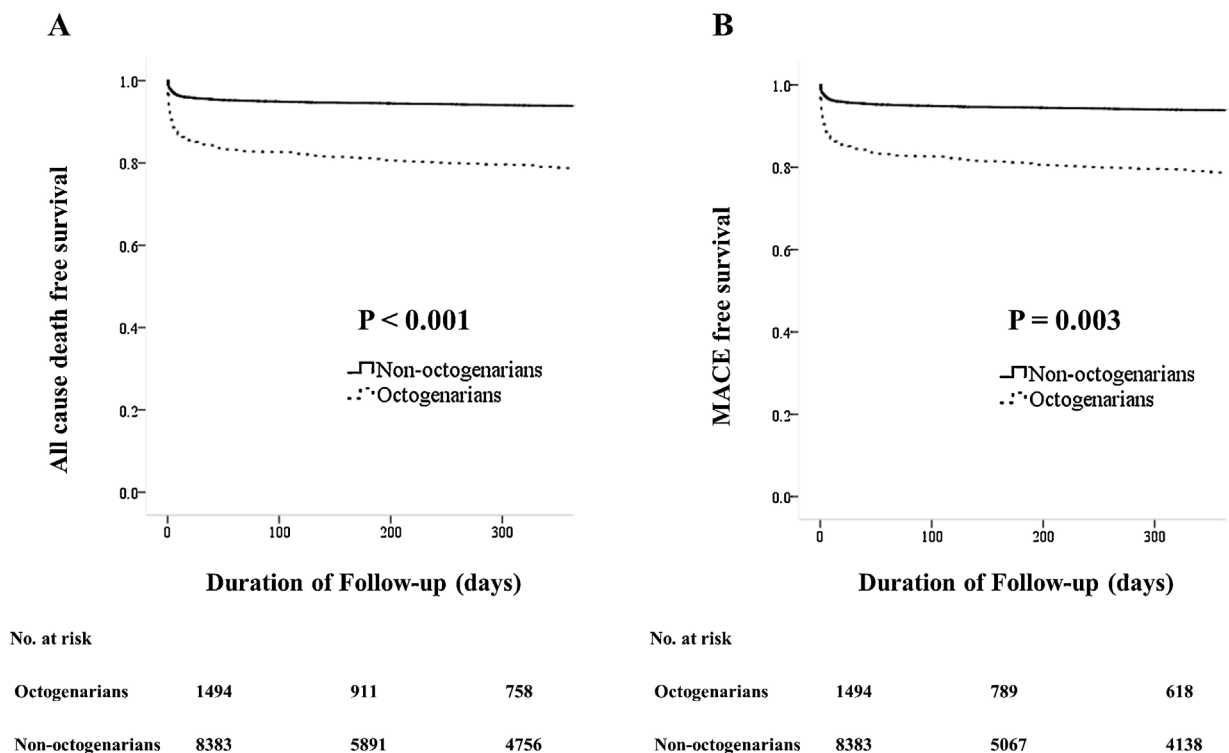 A
1.0
0.8
0.6
0.4
0.2
0.0
All cause death free survival
P < 0.001
Non-octogenarians
Octogenarians
0 100 200 300
Duration of Follow-up (days)
No. at risk
Octogenarians 1494 911 758
Non-octogenarians 8383 5891 4756
B
1.0
0.8
0.6
0.4
0.2
0.0
MACE free survival
P = 0.003
Non-octogenarians
Octogenarians
0 100 200 300
Duration of Follow-up (days)
No. at risk
Octogenarians 1494 789 618
Non-octogenarians 8383 5067 4138